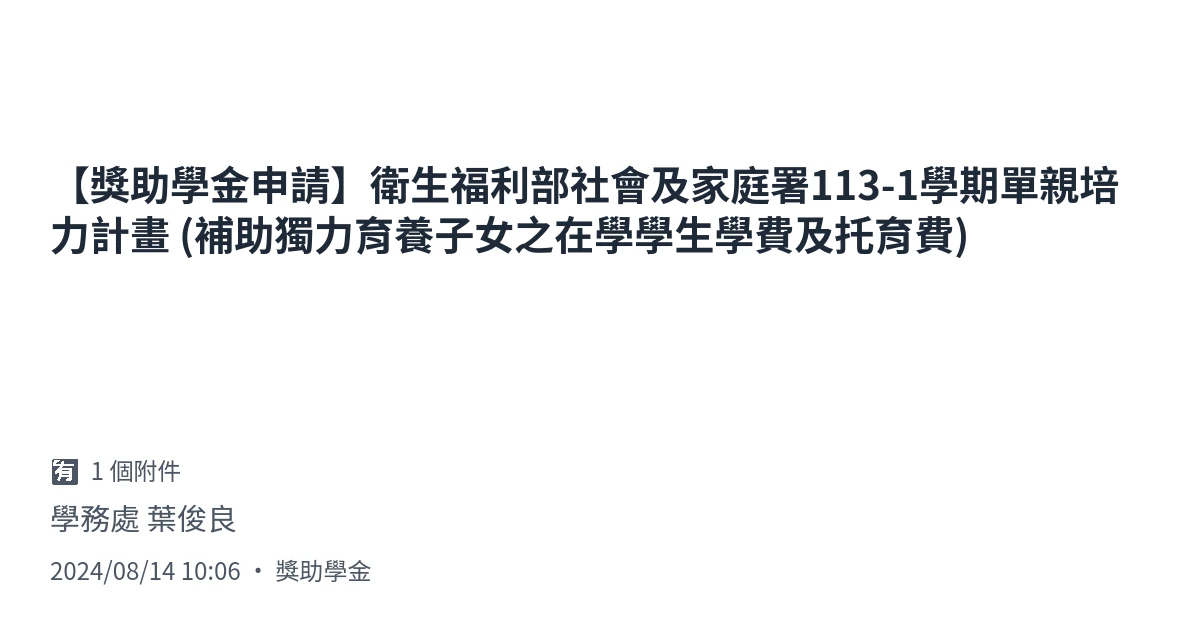 【獎助學金申請】衛生福利部社會及家庭署113-1學期單親培
力計畫 (補助獨力育養子女之在學學生學費及托育費)
有 1 個附件
學務處 葉俊良
2024/08/14 10:06 • 獎助學金